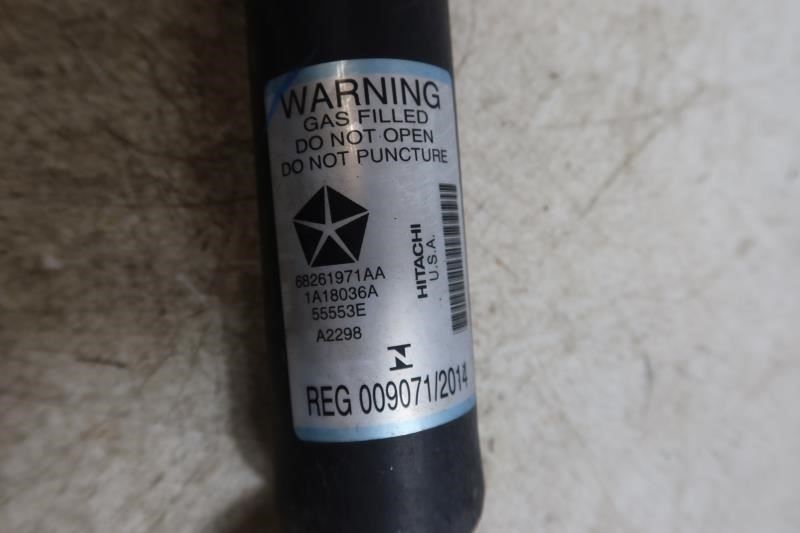 WARNING
GAS FILLED
DO NOT OPEN
DO NOT PUNCTURE
68261971AA
1A18036A
55553E
A2298
HITACHI
U.S.A.
REG 009071/2014